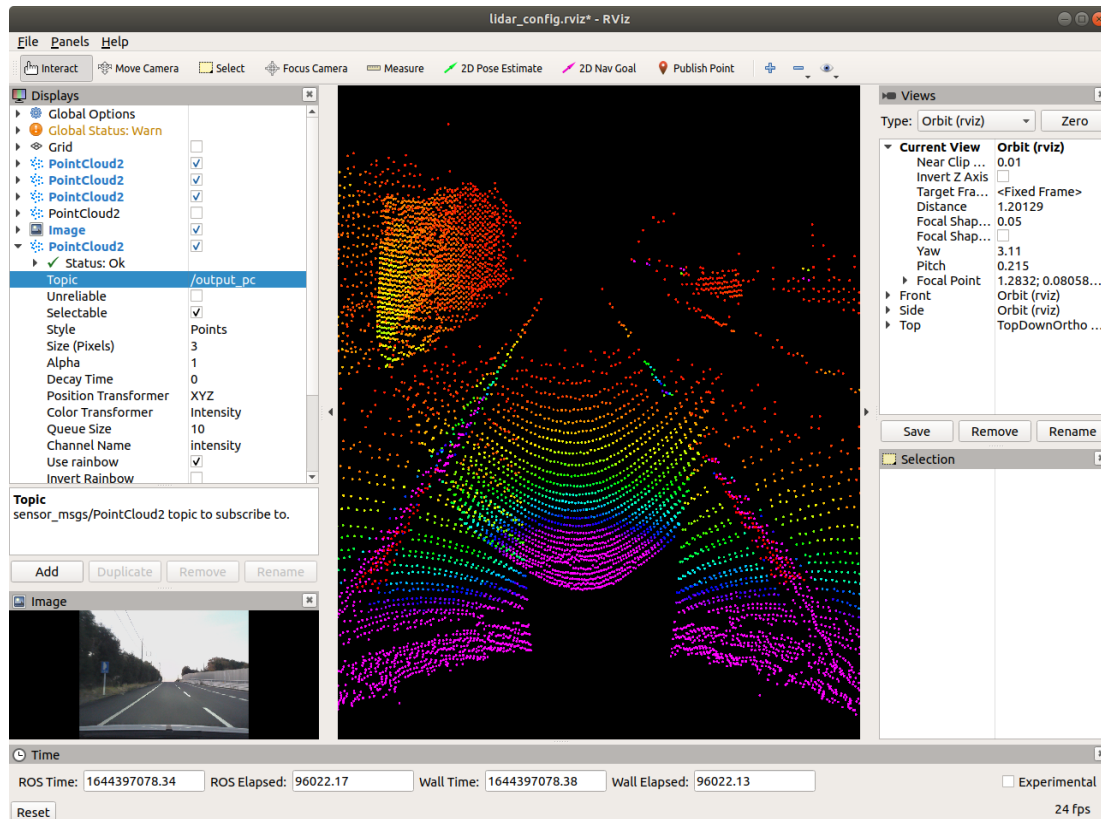 lidar_config.rviz* - RViz
File Panels Help
Interact Move Camera Select Focus Camera Measure 2D Pose Estimate 2D Nav Goal Publish Point
Displays
Global Options
Global Status: Warn
Grid
PointCloud2
PointCloud2
PointCloud2
PointCloud2
Image
PointCloud2
Status: Ok
Topic /output_pc
Unreliable
Selectable
Style Points
Size (Pixels) 3
Alpha 1
Decay Time 0
Position Transformer XYZ
Color Transformer Intensity
Queue Size 10
Channel Name intensity
Use rainbow
Invert Rainbow
Topic
sensor_msgs/PointCloud2 topic to subscribe to.
Add Duplicate Remove Rename
Image
Views
Type: Orbit (rviz) Zero
Current View Orbit (rviz)
Near Clip ... 0.01
Invert Z Axis
Target Fra... <Fixed Frame>
Distance 1.20129
Focal Shap... 0.05
Focal Shap...
Yaw 3.11
Pitch 0.215
Focal Point 1.2832; 0.08058...
Front Orbit (rviz)
Side Orbit (rviz)
Top TopDownOrtho ...
Save Remove Rename
Selection
Time
ROS Time: 1644397078.34 ROS Elapsed: 96022.17 Wall Time: 1644397078.38 Wall Elapsed: 96022.13 Experimental
Reset 24 fps